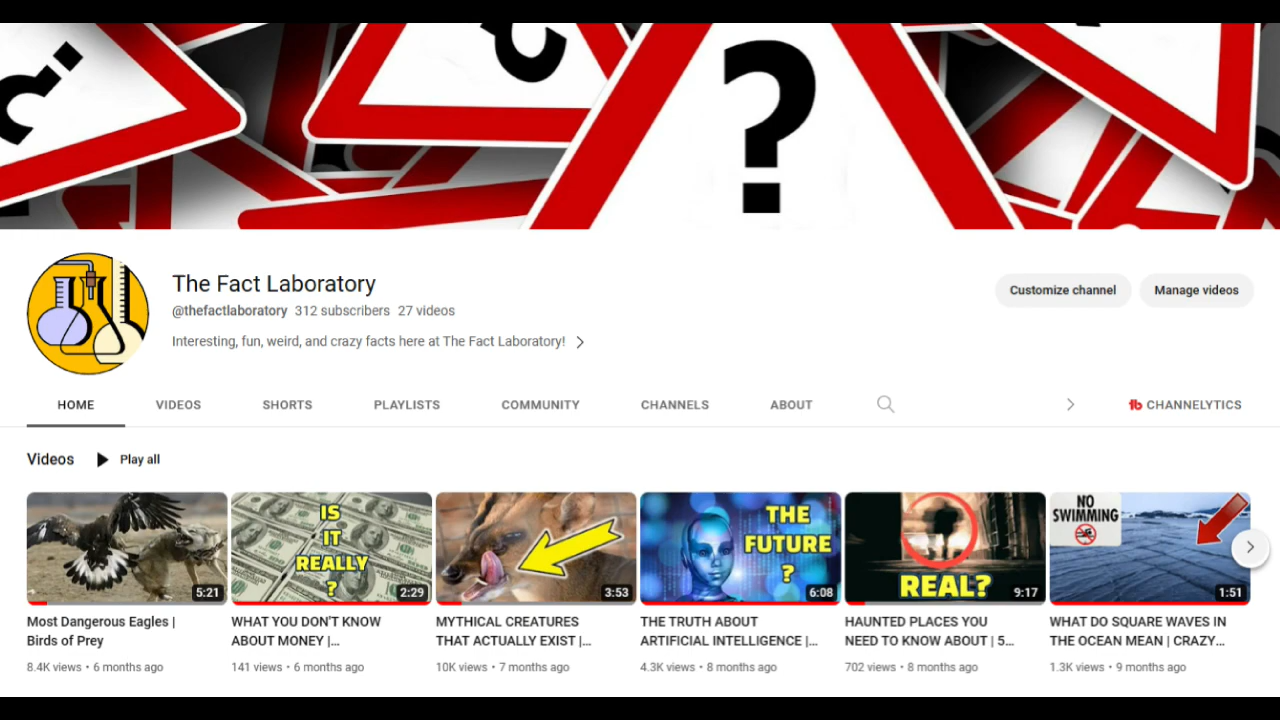 ?
?
?
The Fact Laboratory
@thefactlaboratory 312 subscribers 27 videos
Interesting, fun, weird, and crazy facts here at The Fact Laboratory!
Customize channel
Manage videos
HOME VIDEOS SHORTS PLAYLISTS COMMUNITY CHANNELS ABOUT CHANNELYTICS
Videos
Play all
5:21
Most Dangerous Eagles |
Birds of Prey
8.4K views • 6 months ago
IS
IT
REALLY
?
2:29
WHAT YOU DON'T KNOW
ABOUT MONEY |...
141 views • 6 months ago
3:53
MYTHICAL CREATURES
THAT ACTUALLY EXIST |...
10K views • 7 months ago
THE
FUTURE
?
6:08
THE TRUTH ABOUT
ARTIFICIAL INTELLIGENCE |...
4.3K views • 8 months ago
REAL?
9:17
HAUNTED PLACES YOU
NEED TO KNOW ABOUT | 5...
702 views • 8 months ago
NO
SWIMMING
1:51
WHAT DO SQUARE WAVES IN
THE OCEAN MEAN | CRAZY...
1.3K views • 9 months ago